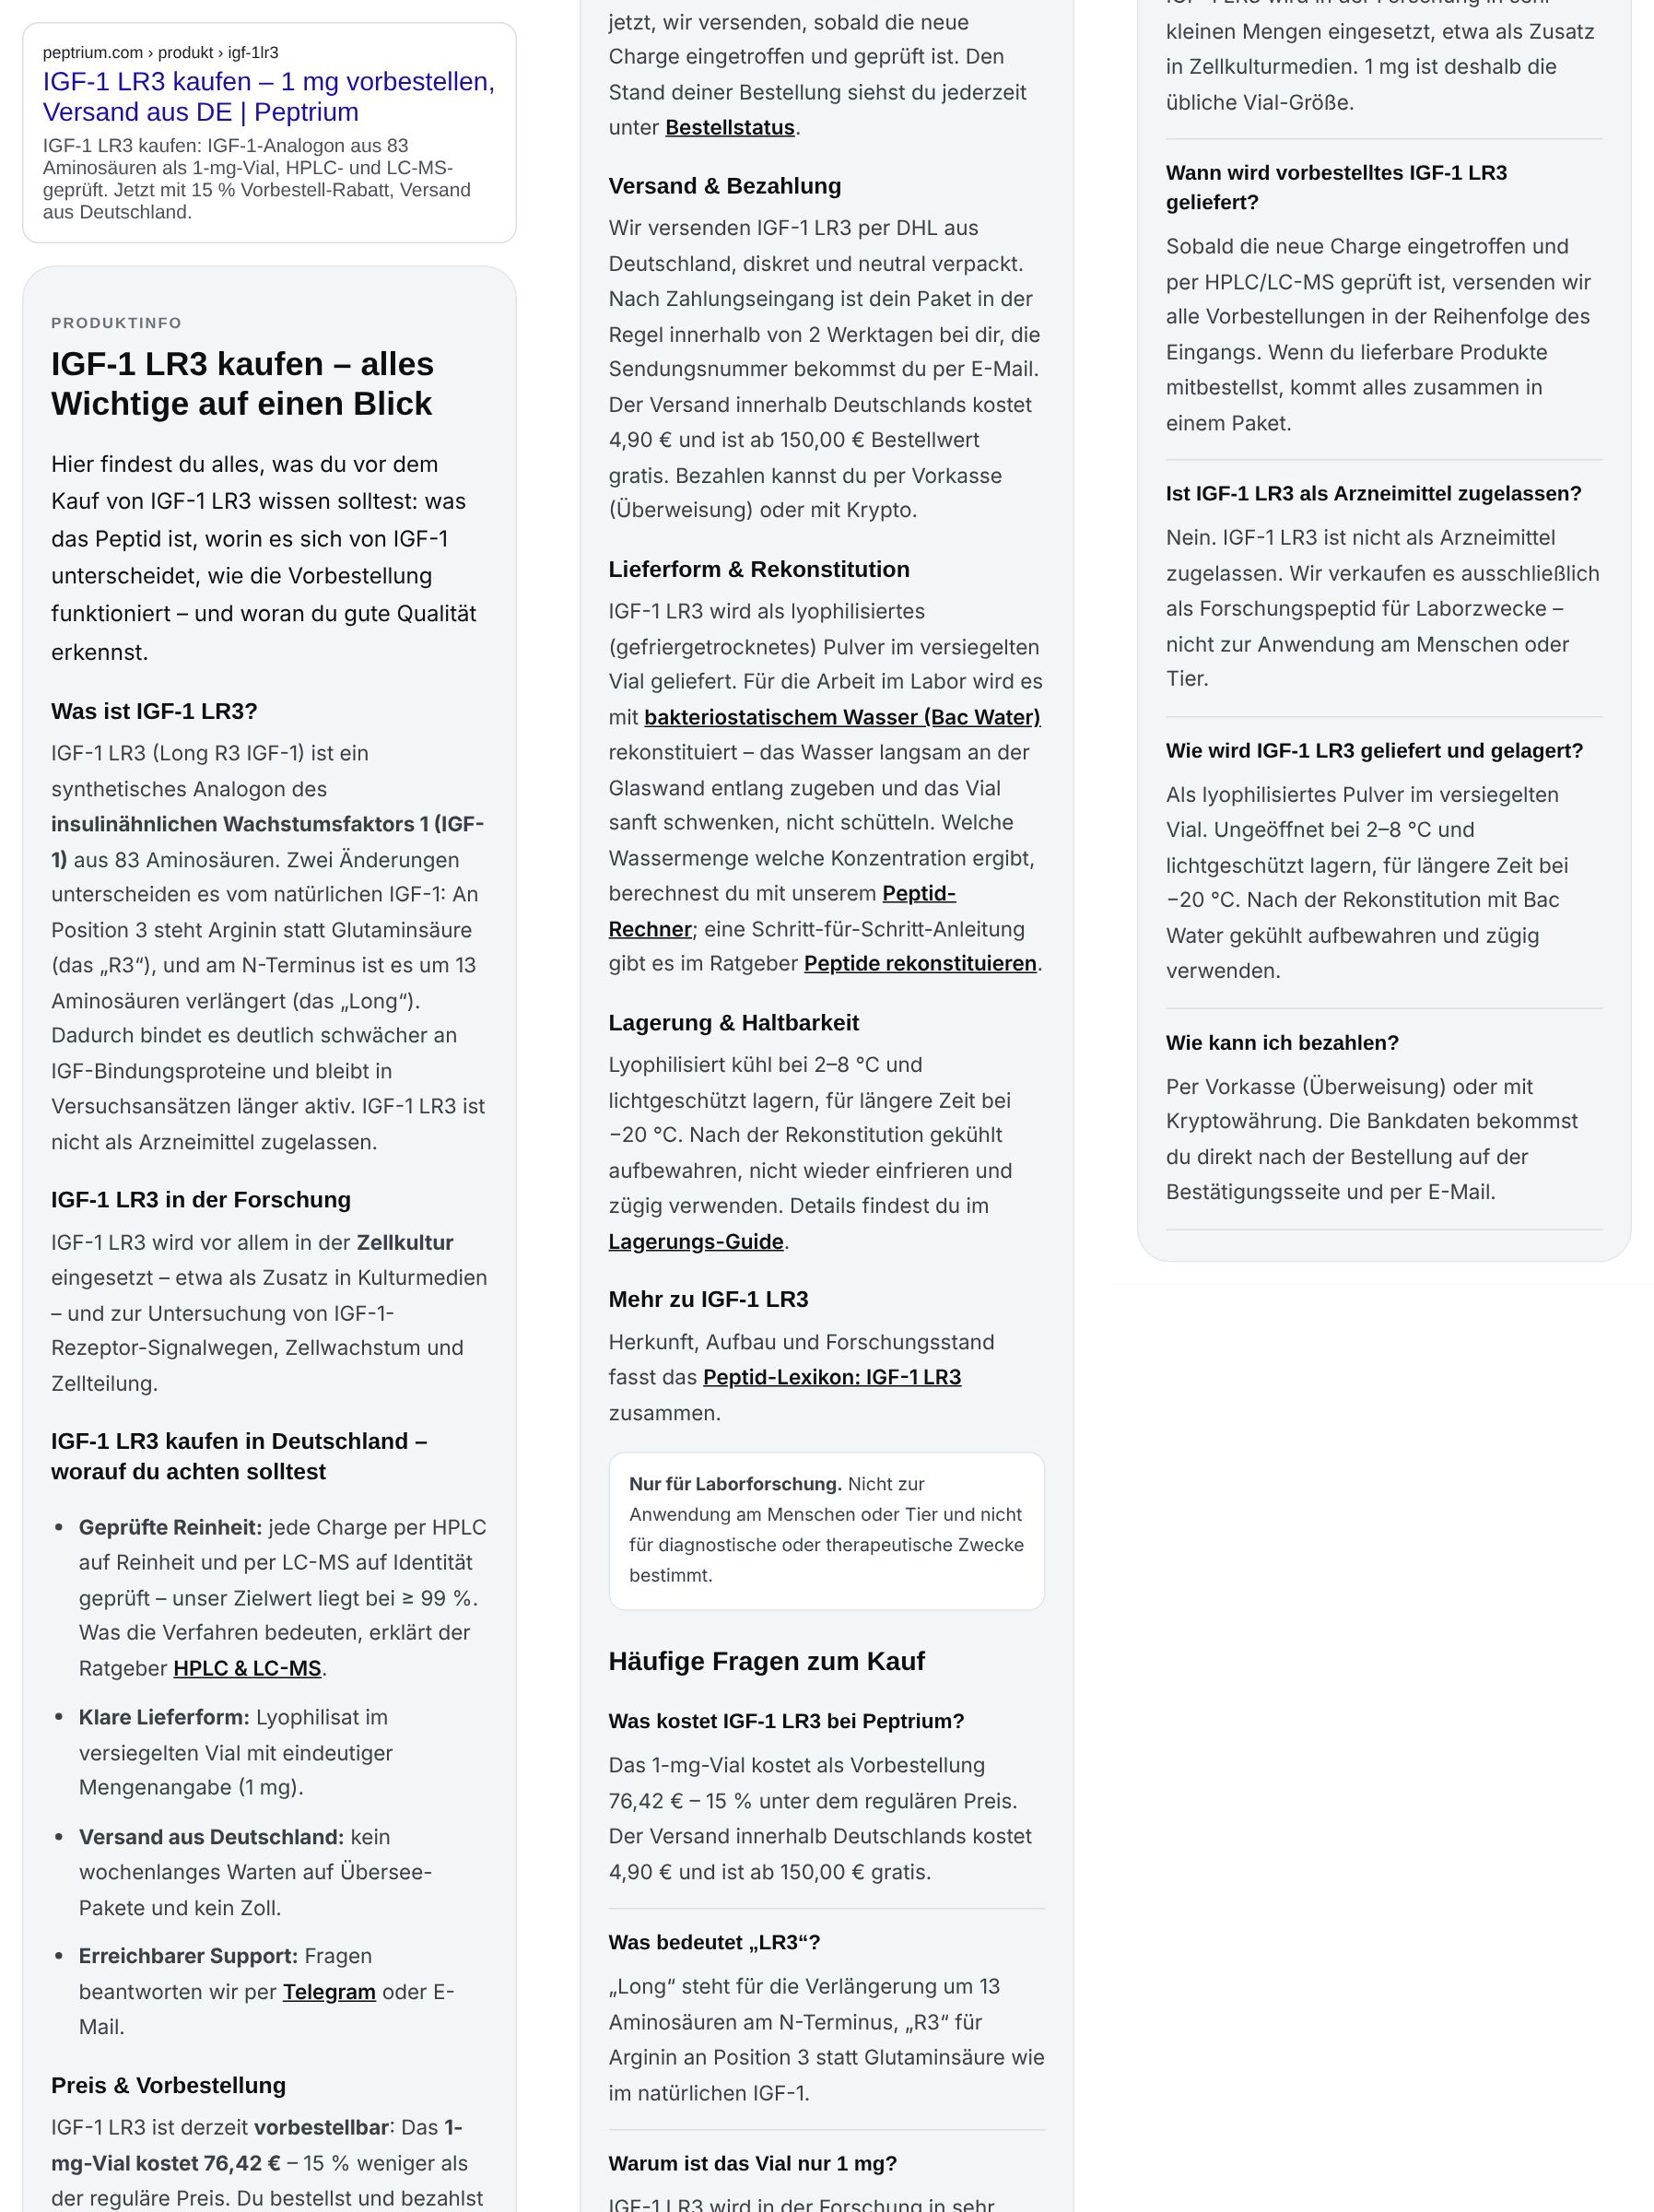 peptrium.com › produkt › igf-1lr3
IGF-1 LR3 kaufen – 1 mg vorbestellen,
Versand aus DE | Peptrium
IGF-1 LR3 kaufen: IGF-1-Analogon aus 83
Aminosäuren als 1-mg-Vial, HPLC- und LC-MS-
geprüft. Jetzt mit 15 % Vorbestell-Rabatt, Versand
aus Deutschland.
PRODUKTINFO
IGF-1 LR3 kaufen – alles
Wichtige auf einen Blick
Hier findest du alles, was du vor dem
Kauf von IGF-1 LR3 wissen solltest: was
das Peptid ist, worin es sich von IGF-1
unterscheidet, wie die Vorbestellung
funktioniert – und woran du gute Qualität
erkennst.
Was ist IGF-1 LR3?
IGF-1 LR3 (Long R3 IGF-1) ist ein
synthetisches Analogon des
insulinähnlichen Wachstumsfaktors 1 (IGF-
1) aus 83 Aminosäuren. Zwei Änderungen
unterscheiden es vom natürlichen IGF-1: An
Position 3 steht Arginin statt Glutaminsäure
(das „R3“), und am N-Terminus ist es um 13
Aminosäuren verlängert (das „Long“).
Dadurch bindet es deutlich schwächer an
IGF-Bindungsproteine und bleibt in
Versuchsansätzen länger aktiv. IGF-1 LR3 ist
nicht als Arzneimittel zugelassen.
IGF-1 LR3 in der Forschung
IGF-1 LR3 wird vor allem in der Zellkultur
eingesetzt – etwa als Zusatz in Kulturmedien
– und zur Untersuchung von IGF-1-
Rezeptor-Signalwegen, Zellwachstum und
Zellteilung.
IGF-1 LR3 kaufen in Deutschland –
worauf du achten solltest
• Geprüfte Reinheit: jede Charge per HPLC
auf Reinheit und per LC-MS auf Identität
geprüft – unser Zielwert liegt bei ≥ 99 %.
Was die Verfahren bedeuten, erklärt der
Ratgeber HPLC & LC-MS.
• Klare Lieferform: Lyophilisat im
versiegelten Vial mit eindeutiger
Mengenangabe (1 mg).
• Versand aus Deutschland: kein
wochenlanges Warten auf Übersee-
Pakete und kein Zoll.
• Erreichbarer Support: Fragen
beantworten wir per Telegram oder E-
Mail.
Preis & Vorbestellung
IGF-1 LR3 ist derzeit vorbestellbar: Das 1-
mg-Vial kostet 76,42 € – 15 % weniger als
der reguläre Preis. Du bestellst und bezahlst
jetzt, wir versenden, sobald die neue
Charge eingetroffen und geprüft ist. Den
Stand deiner Bestellung siehst du jederzeit
unter Bestellstatus.
Versand & Bezahlung
Wir versenden IGF-1 LR3 per DHL aus
Deutschland, diskret und neutral verpackt.
Nach Zahlungseingang ist dein Paket in der
Regel innerhalb von 2 Werktagen bei dir, die
Sendungsnummer bekommst du per E-Mail.
Der Versand innerhalb Deutschlands kostet
4,90 € und ist ab 150,00 € Bestellwert
gratis. Bezahlen kannst du per Vorkasse
(Überweisung) oder mit Krypto.
Lieferform & Rekonstitution
IGF-1 LR3 wird als lyophilisiertes
(gefriergetrocknetes) Pulver im versiegelten
Vial geliefert. Für die Arbeit im Labor wird es
mit bakteriostatischem Wasser (Bac Water)
rekonstituiert – das Wasser langsam an der
Glaswand entlang zugeben und das Vial
sanft schwenken, nicht schütteln. Welche
Wassermenge welche Konzentration ergibt,
berechnest du mit unserem Peptid-
Rechner; eine Schritt-für-Schritt-Anleitung
gibt es im Ratgeber Peptide rekonstituieren.
Lagerung & Haltbarkeit
Lyophilisiert kühl bei 2–8 °C und
lichtgeschützt lagern, für längere Zeit bei
−20 °C. Nach der Rekonstitution gekühlt
aufbewahren, nicht wieder einfrieren und
zügig verwenden. Details findest du im
Lagerungs-Guide.
Mehr zu IGF-1 LR3
Herkunft, Aufbau und Forschungsstand
fasst das Peptid-Lexikon: IGF-1 LR3
zusammen.
Nur für Laborforschung. Nicht zur
Anwendung am Menschen oder Tier und nicht
für diagnostische oder therapeutische Zwecke
bestimmt.
Häufige Fragen zum Kauf
Was kostet IGF-1 LR3 bei Peptrium?
Das 1-mg-Vial kostet als Vorbestellung
76,42 € – 15 % unter dem regulären Preis.
Der Versand innerhalb Deutschlands kostet
4,90 € und ist ab 150,00 € gratis.
Was bedeutet „LR3“?
„Long“ steht für die Verlängerung um 13
Aminosäuren am N-Terminus, „R3“ für
Arginin an Position 3 statt Glutaminsäure wie
im natürlichen IGF-1.
Warum ist das Vial nur 1 mg?
IGF-1 LR3 wird in der Forschung in sehr
kleinen Mengen eingesetzt, etwa als Zusatz
in Zellkulturmedien. 1 mg ist deshalb die
übliche Vial-Größe.
Wann wird vorbestelltes IGF-1 LR3
geliefert?
Sobald die neue Charge eingetroffen und
per HPLC/LC-MS geprüft ist, versenden wir
alle Vorbestellungen in der Reihenfolge des
Eingangs. Wenn du lieferbare Produkte
mitbestellst, kommt alles zusammen in
einem Paket.
Ist IGF-1 LR3 als Arzneimittel zugelassen?
Nein. IGF-1 LR3 ist nicht als Arzneimittel
zugelassen. Wir verkaufen es ausschließlich
als Forschungspeptid für Laborzwecke –
nicht zur Anwendung am Menschen oder
Tier.
Wie wird IGF-1 LR3 geliefert und gelagert?
Als lyophilisiertes Pulver im versiegelten
Vial. Ungeöffnet bei 2–8 °C und
lichtgeschützt lagern, für längere Zeit bei
−20 °C. Nach der Rekonstitution mit Bac
Water gekühlt aufbewahren und zügig
verwenden.
Wie kann ich bezahlen?
Per Vorkasse (Überweisung) oder mit
Kryptowährung. Die Bankdaten bekommst
du direkt nach der Bestellung auf der
Bestätigungsseite und per E-Mail.